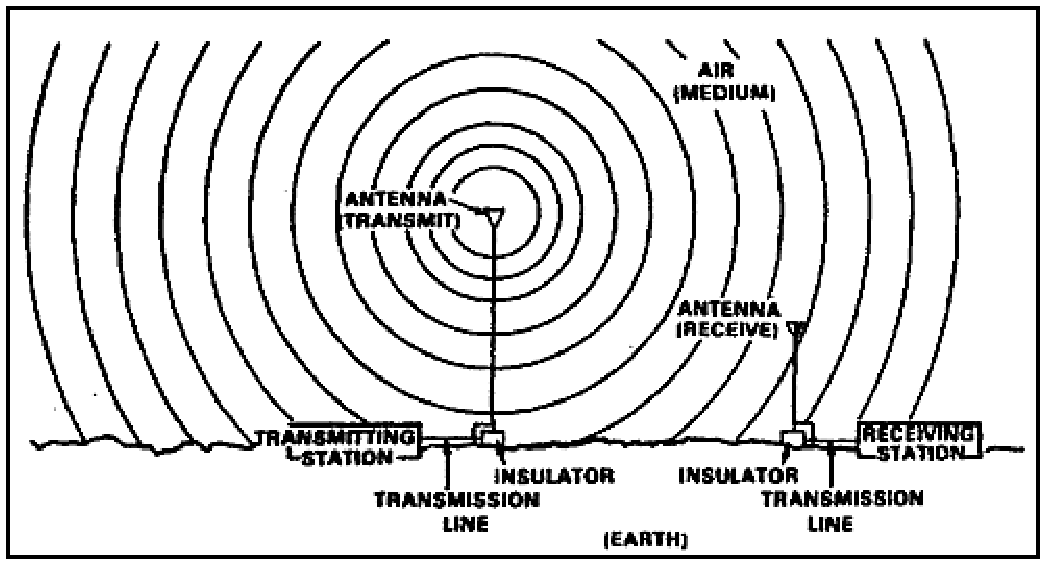 AIR
(MEDIUM)
ANTENNA
(TRANSMIT)
ANTENNA
(RECEIVE)
TRANSMITTING
STATION
RECEIVING
STATION
INSULATOR
INSULATOR
TRANSMISSION
LINE
TRANSMISSION
LINE
(EARTH)